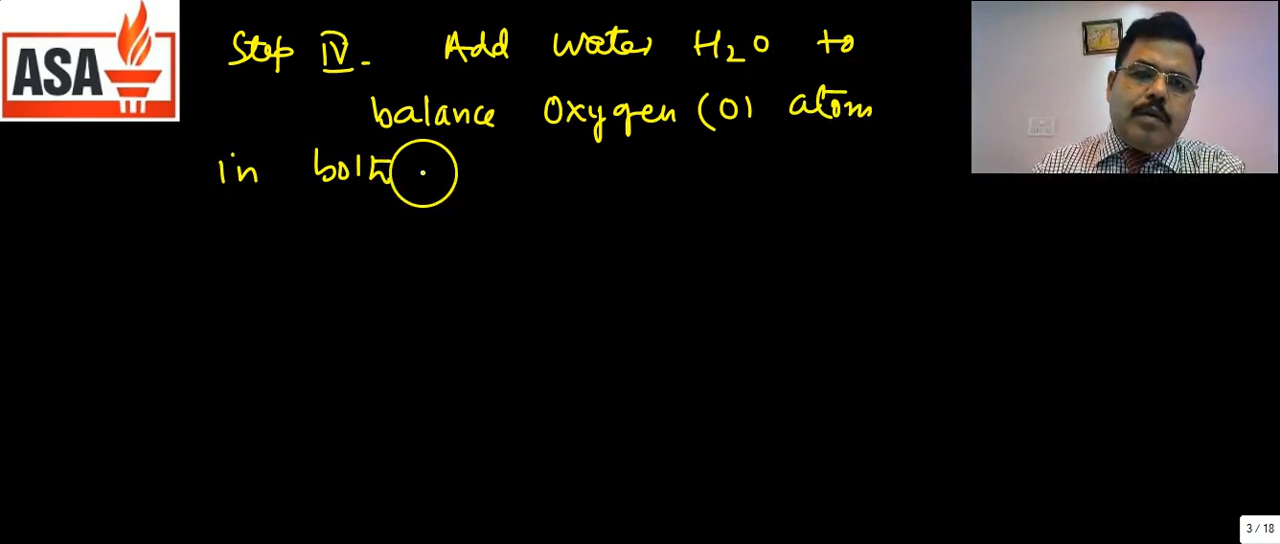 ASA
Step IV. Add water H2O to
balance Oxygen (O) atom
in both
3 / 18